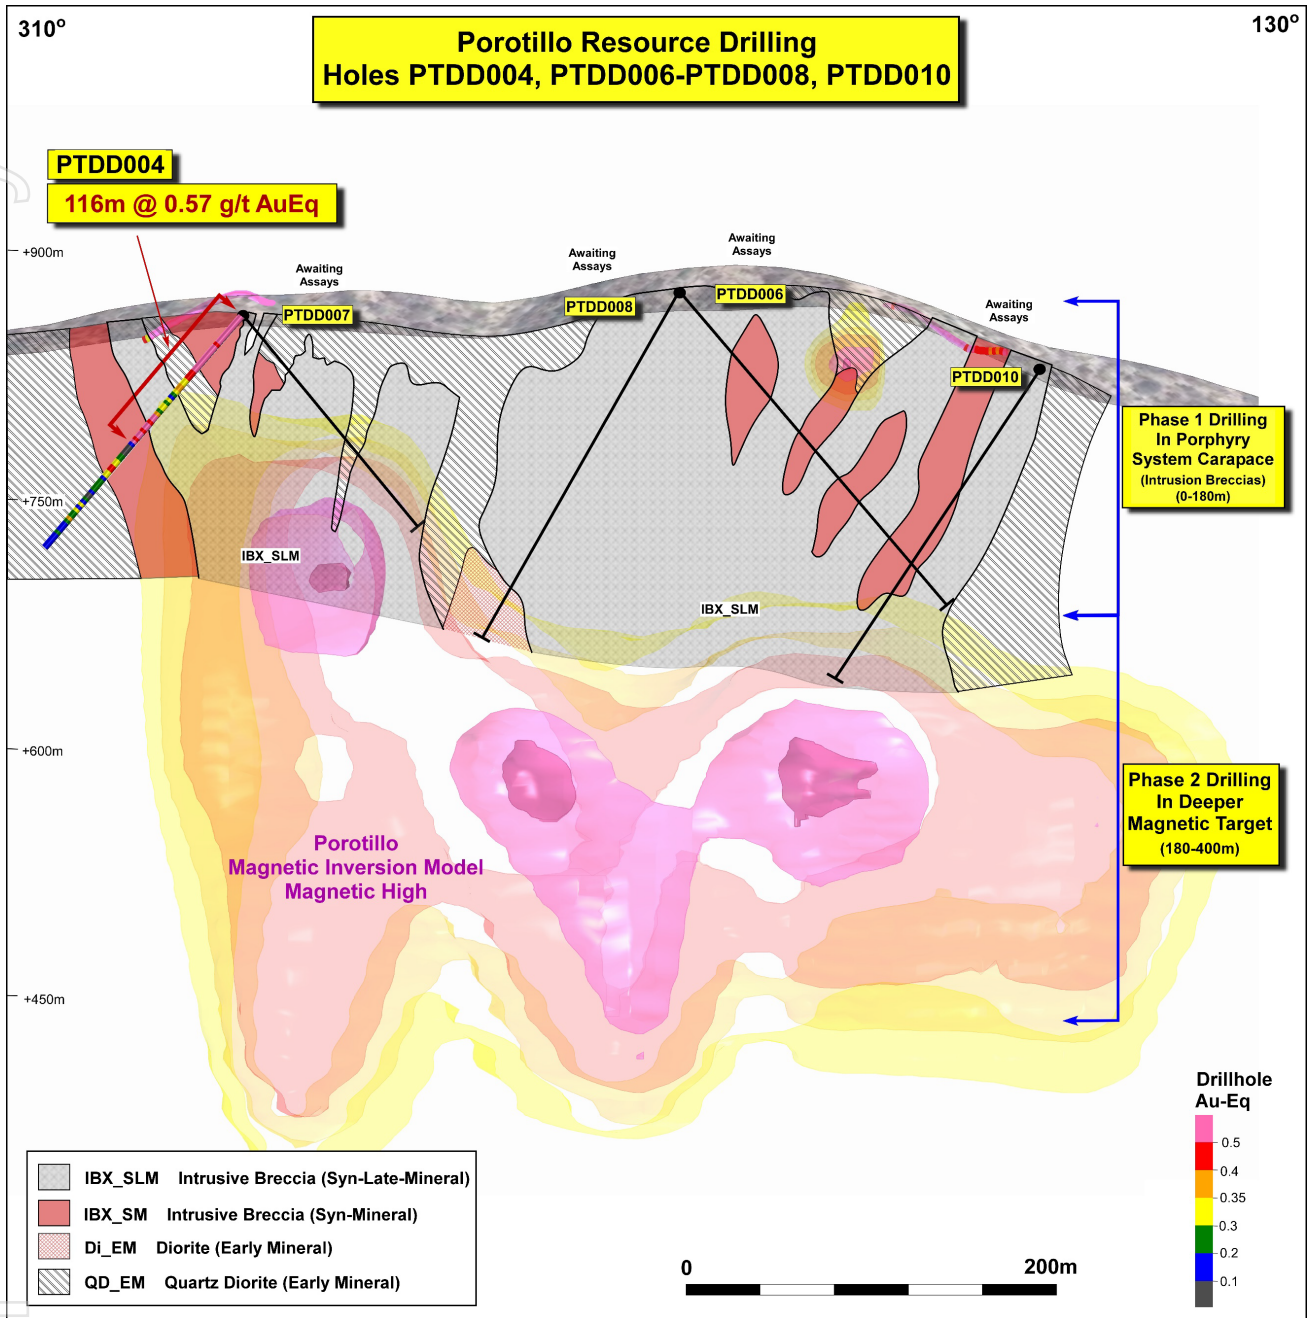 310°
130°
Porotillo Resource Drilling
Holes PTDD004, PTDD006-PTDD008, PTDD010
PTDD004
116m @ 0.57 g/t AuEq
+900m
Awaiting
Assays
PTDD007
Awaiting
Assays
PTDD008
Awaiting
Assays
PTDD006
Awaiting
Assays
PTDD010
Phase 1 Drilling
In Porphyry
System Carapace
(Intrusion Breccias)
(0-180m)
+750m
IBX_SLM
IBX_SLM
+600m
Phase 2 Drilling
In Deeper
Magnetic Target
(180-400m)
Porotillo
Magnetic Inversion Model
Magnetic High
+450m
Drillhole
Au-Eq
0.5
0.4
0.35
0.3
0.2
0.1
IBX_SLM Intrusive Breccia (Syn-Late-Mineral)
IBX_SM Intrusive Breccia (Syn-Mineral)
Di_EM Diorite (Early Mineral)
QD_EM Quartz Diorite (Early Mineral)
0 200m